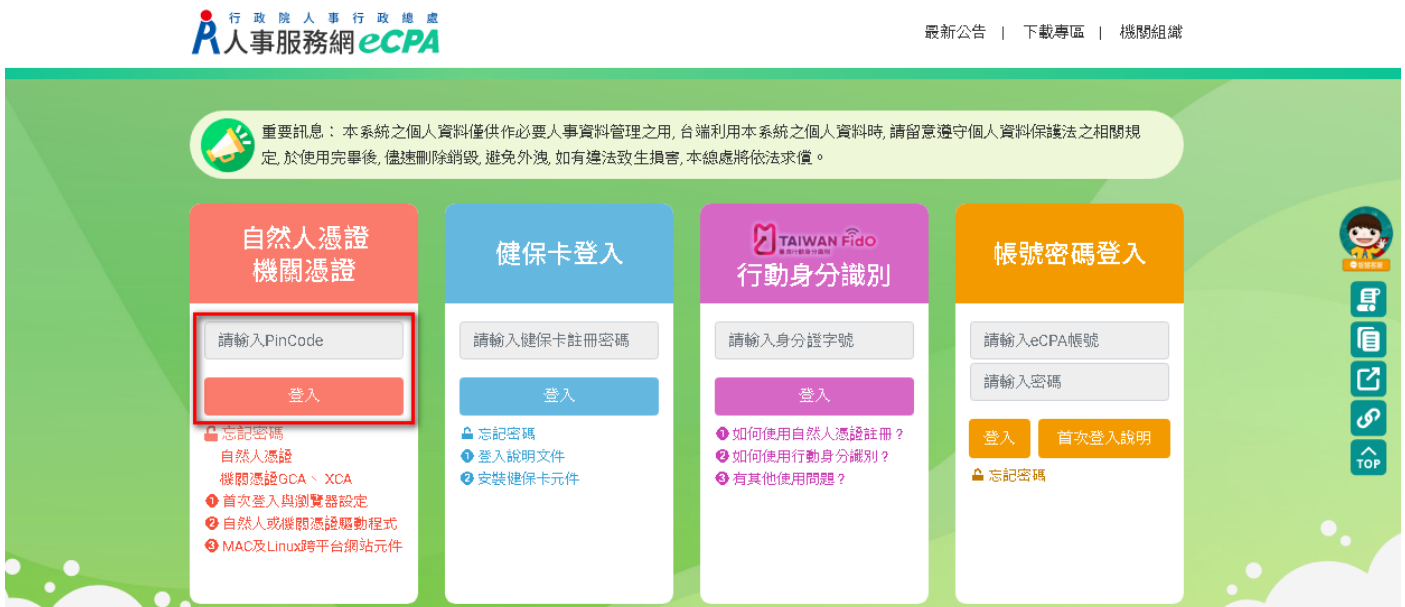 行政院人事行政總處
人事服務網eCPA
最新公告 | 下載專區 | 機關組織
重要訊息： 本系統之個人資料僅供作必要人事資料管理之用, 台端利用本系統之個人資料時, 請留意遵守個人資料保護法之相關規
定, 於使用完畢後, 儘速刪除銷毀, 避免外洩, 如有違法致生損害, 本總處將依法求償。
自然人憑證
機關憑證
請輸入PinCode
登入
忘記密碼
自然人憑證
機關憑證GCA、XCA
❶ 首次登入與瀏覽器設定
❷ 自然人或機關憑證驅動程式
❸ MAC及Linux跨平台網站元件
健保卡登入
請輸入健保卡註冊密碼
登入
忘記密碼
❶ 登入說明文件
❷ 安裝健保卡元件
TAIWAN FidO
行動身分識別
請輸入身分證字號
登入
❶ 如何使用自然人憑證註冊？
❷ 如何使用行動身分識別？
❸ 有其他使用問題？
帳號密碼登入
請輸入eCPA帳號
請輸入密碼
登入
首次登入說明
忘記密碼
TOP